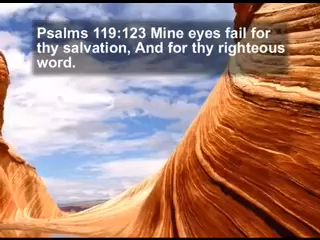 Psalms 119:123 Mine eyes fail for
thy salvation, And for thy righteous
word.